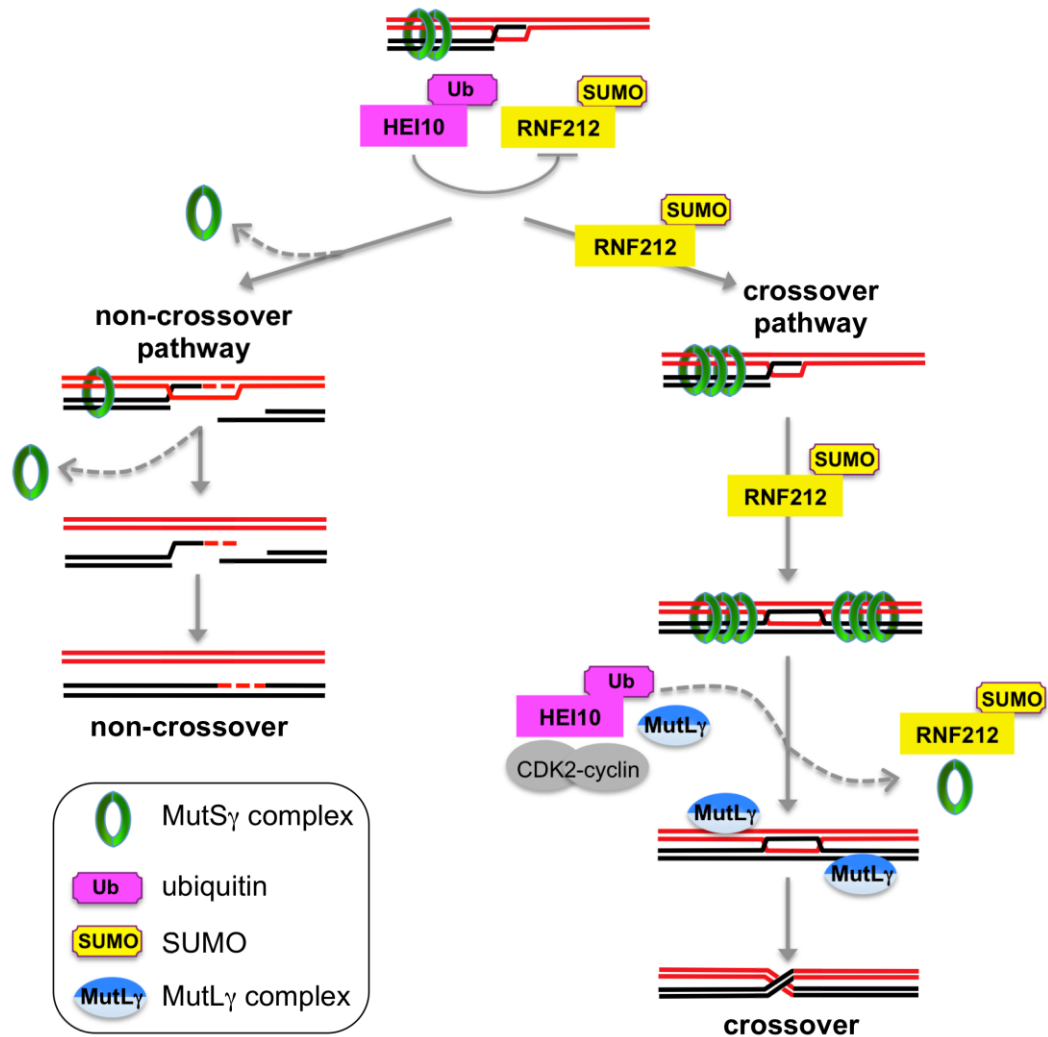 Ub
SUMO
HEI10
RNF212
SUMO
RNF212
non-crossover
pathway
crossover
pathway
SUMO
RNF212
Ub
HEI10
MutLγ
CDK2-cyclin
SUMO
RNF212
non-crossover
MutLγ
MutLγ
crossover
MutSγ complex
Ub
ubiquitin
SUMO
SUMO
MutLγ
MutLγ complex